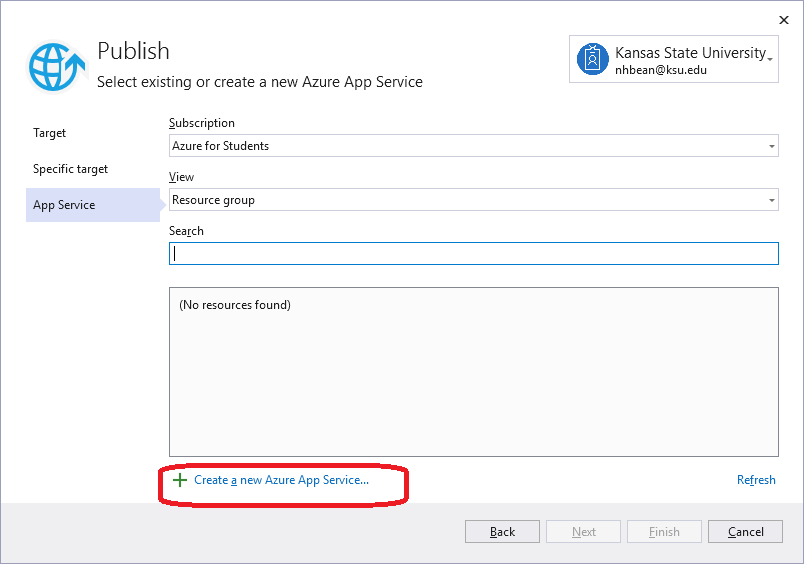 Publish
Select existing or create a new Azure App Service
Kansas State University
nhbean@ksu.edu
Target
Specific target
App Service
Subscription
Azure for Students
View
Resource group
Search
(No resources found)
Create a new Azure App Service...
Refresh
Back
Next
Finish
Cancel